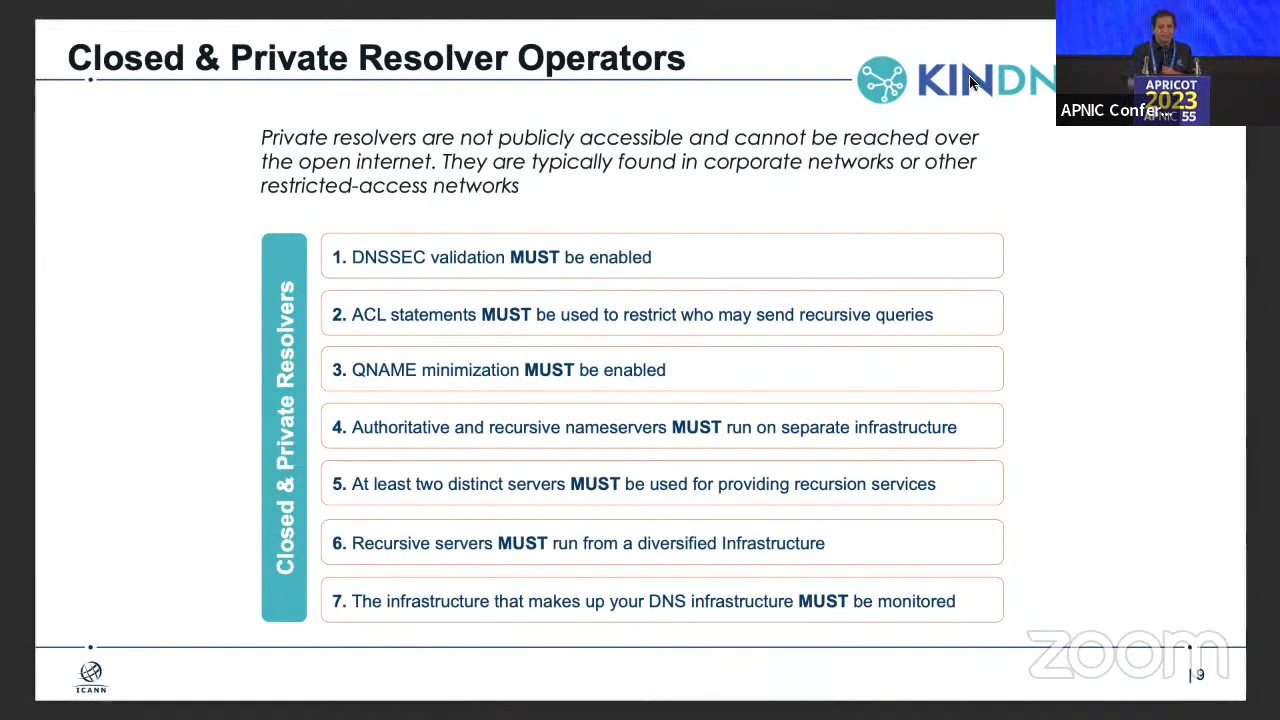 Closed & Private Resolver Operators
KINDN
APRICOT
2023
APNIC 55
APNIC Confer...
Private resolvers are not publicly accessible and cannot be reached over
the open internet. They are typically found in corporate networks or other
restricted-access networks
Closed & Private Resolvers
1. DNSSEC validation MUST be enabled
2. ACL statements MUST be used to restrict who may send recursive queries
3. QNAME minimization MUST be enabled
4. Authoritative and recursive nameservers MUST run on separate infrastructure
5. At least two distinct servers MUST be used for providing recursion services
6. Recursive servers MUST run from a diversified Infrastructure
7. The infrastructure that makes up your DNS infrastructure MUST be monitored
zoom
ICANN
| 9